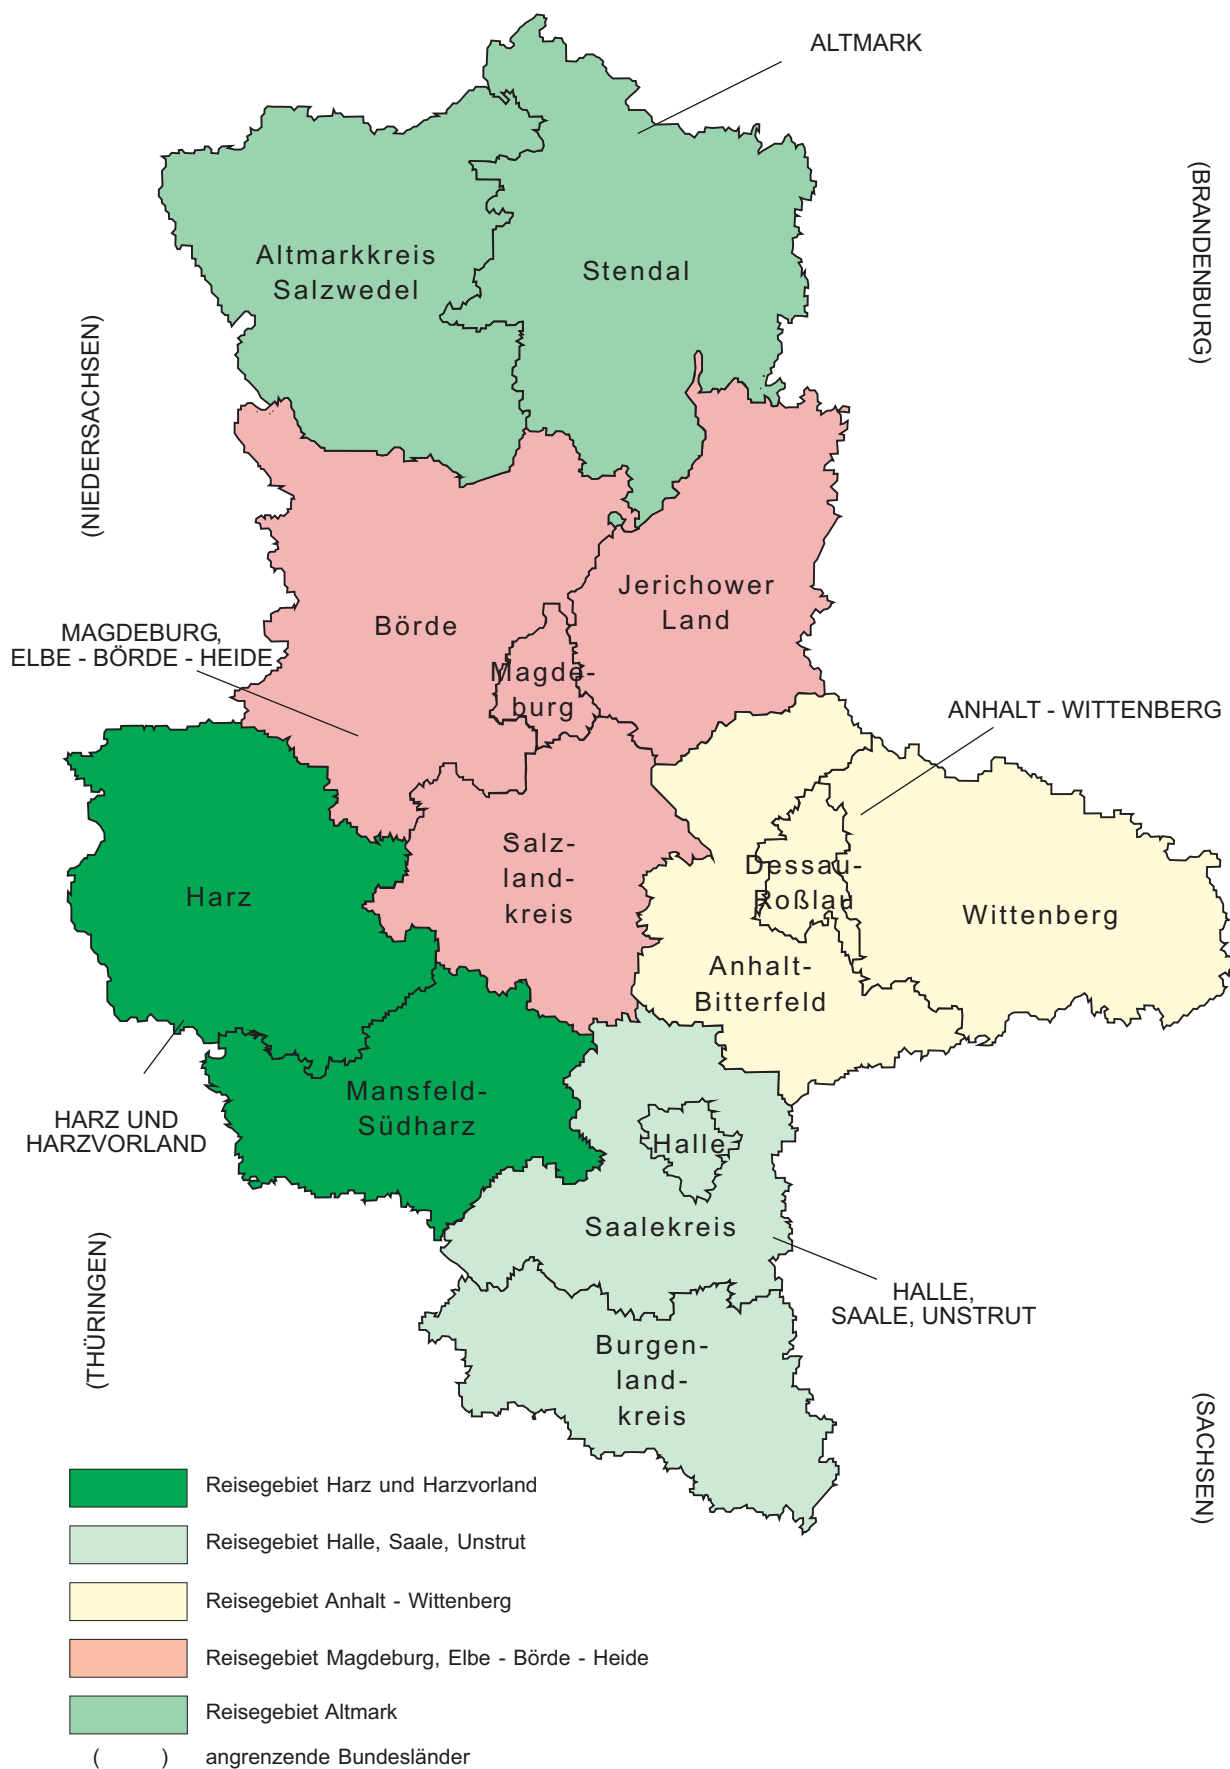 ALTMARK
(BRANDENBURG)
Altmarkkreis
Salzwedel
Stendal
(NIEDERSACHSEN)
Jerichower
Land
Börde
MAGDEBURG,
ELBE - BÖRDE - HEIDE
Magde-
burg
ANHALT - WITTENBERG
Salz-
land-
kreis
Dessau-
Roßlau
Harz
Wittenberg
Anhalt-
Bitterfeld
Mansfeld-
Südharz
HARZ UND
HARZVORLAND
Halle
Saalekreis
(THÜRINGEN)
HALLE,
SAALE, UNSTRUT
Burgen-
land-
kreis
(SACHSEN)
Reisegebiet Harz und Harzvorland
Reisegebiet Halle, Saale, Unstrut
Reisegebiet Anhalt - Wittenberg
Reisegebiet Magdeburg, Elbe - Börde - Heide
Reisegebiet Altmark
( ) angrenzende Bundesländer